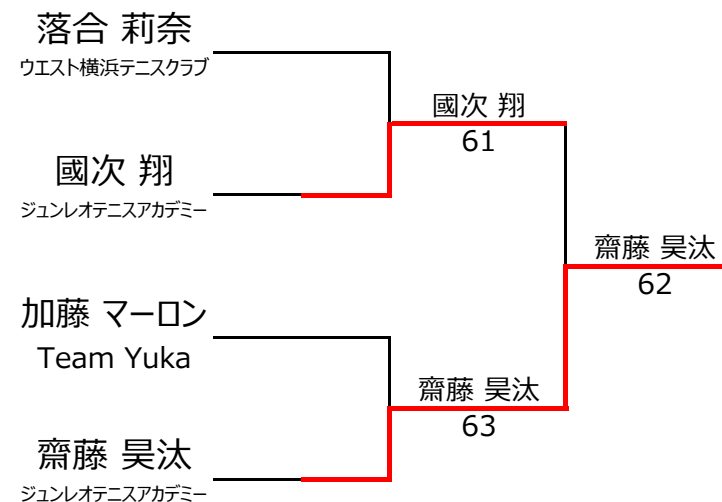 落合 莉奈
ウエスト横浜テニスクラブ
國次 翔
61
國次 翔
ジュンレオテニスアカデミー
齋藤 昊汰
62
加藤 マーロン
Team Yuka
齋藤 昊汰
63
齋藤 昊汰
ジュンレオテニスアカデミー